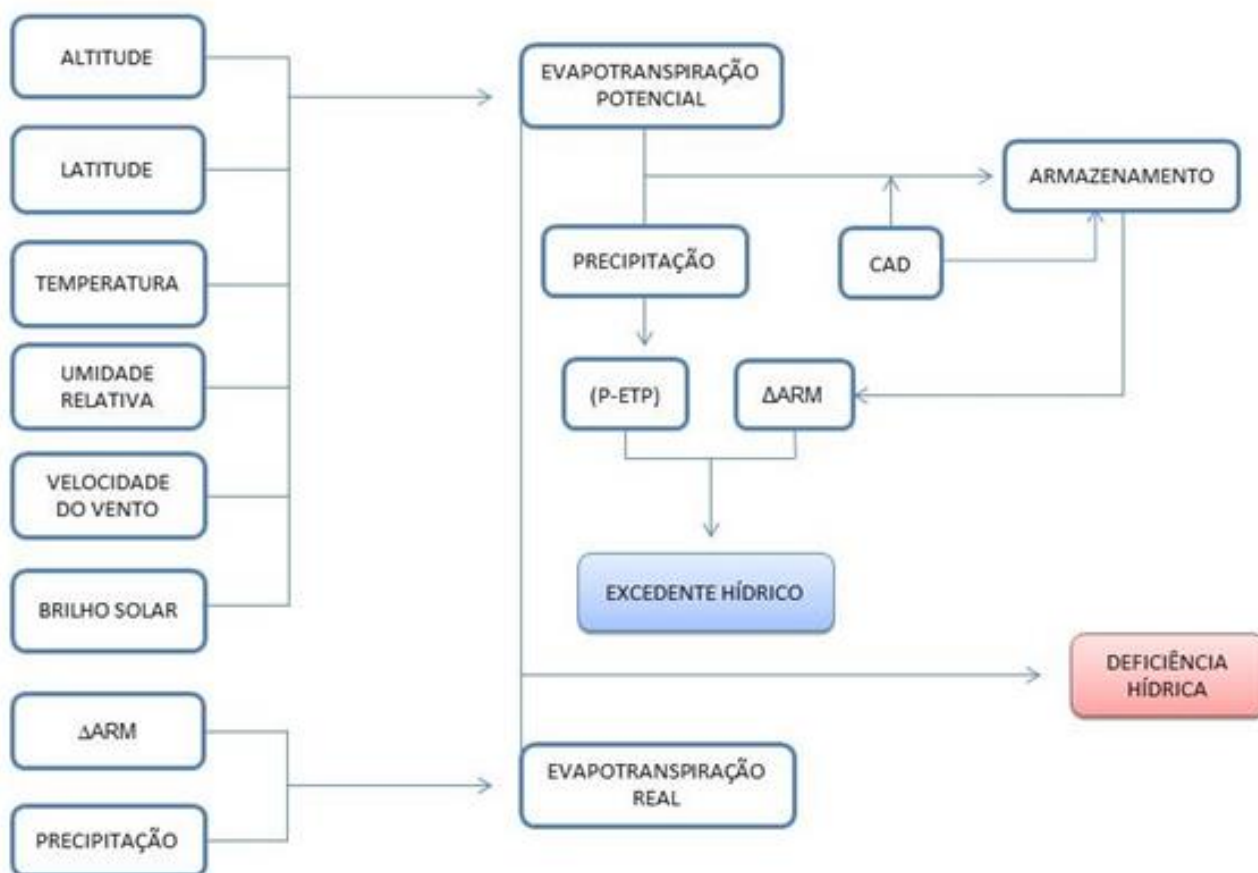 ALTITUDE
LATITUDE
TEMPERATURA
UMIDADE
RELATIVA
VELOCIDADE
DO VENTO
BRILHO SOLAR
ΔARM
PRECIPITAÇÃO
EVAPOTRANSPIRAÇÃO
POTENCIAL
ARMAZENAMENTO
PRECIPITAÇÃO
CAD
(P-ETP)
ΔARM
EXCEDENTE HÍDRICO
DEFICIÊNCIA
HÍDRICA
EVAPOTRANSPIRAÇÃO
REAL